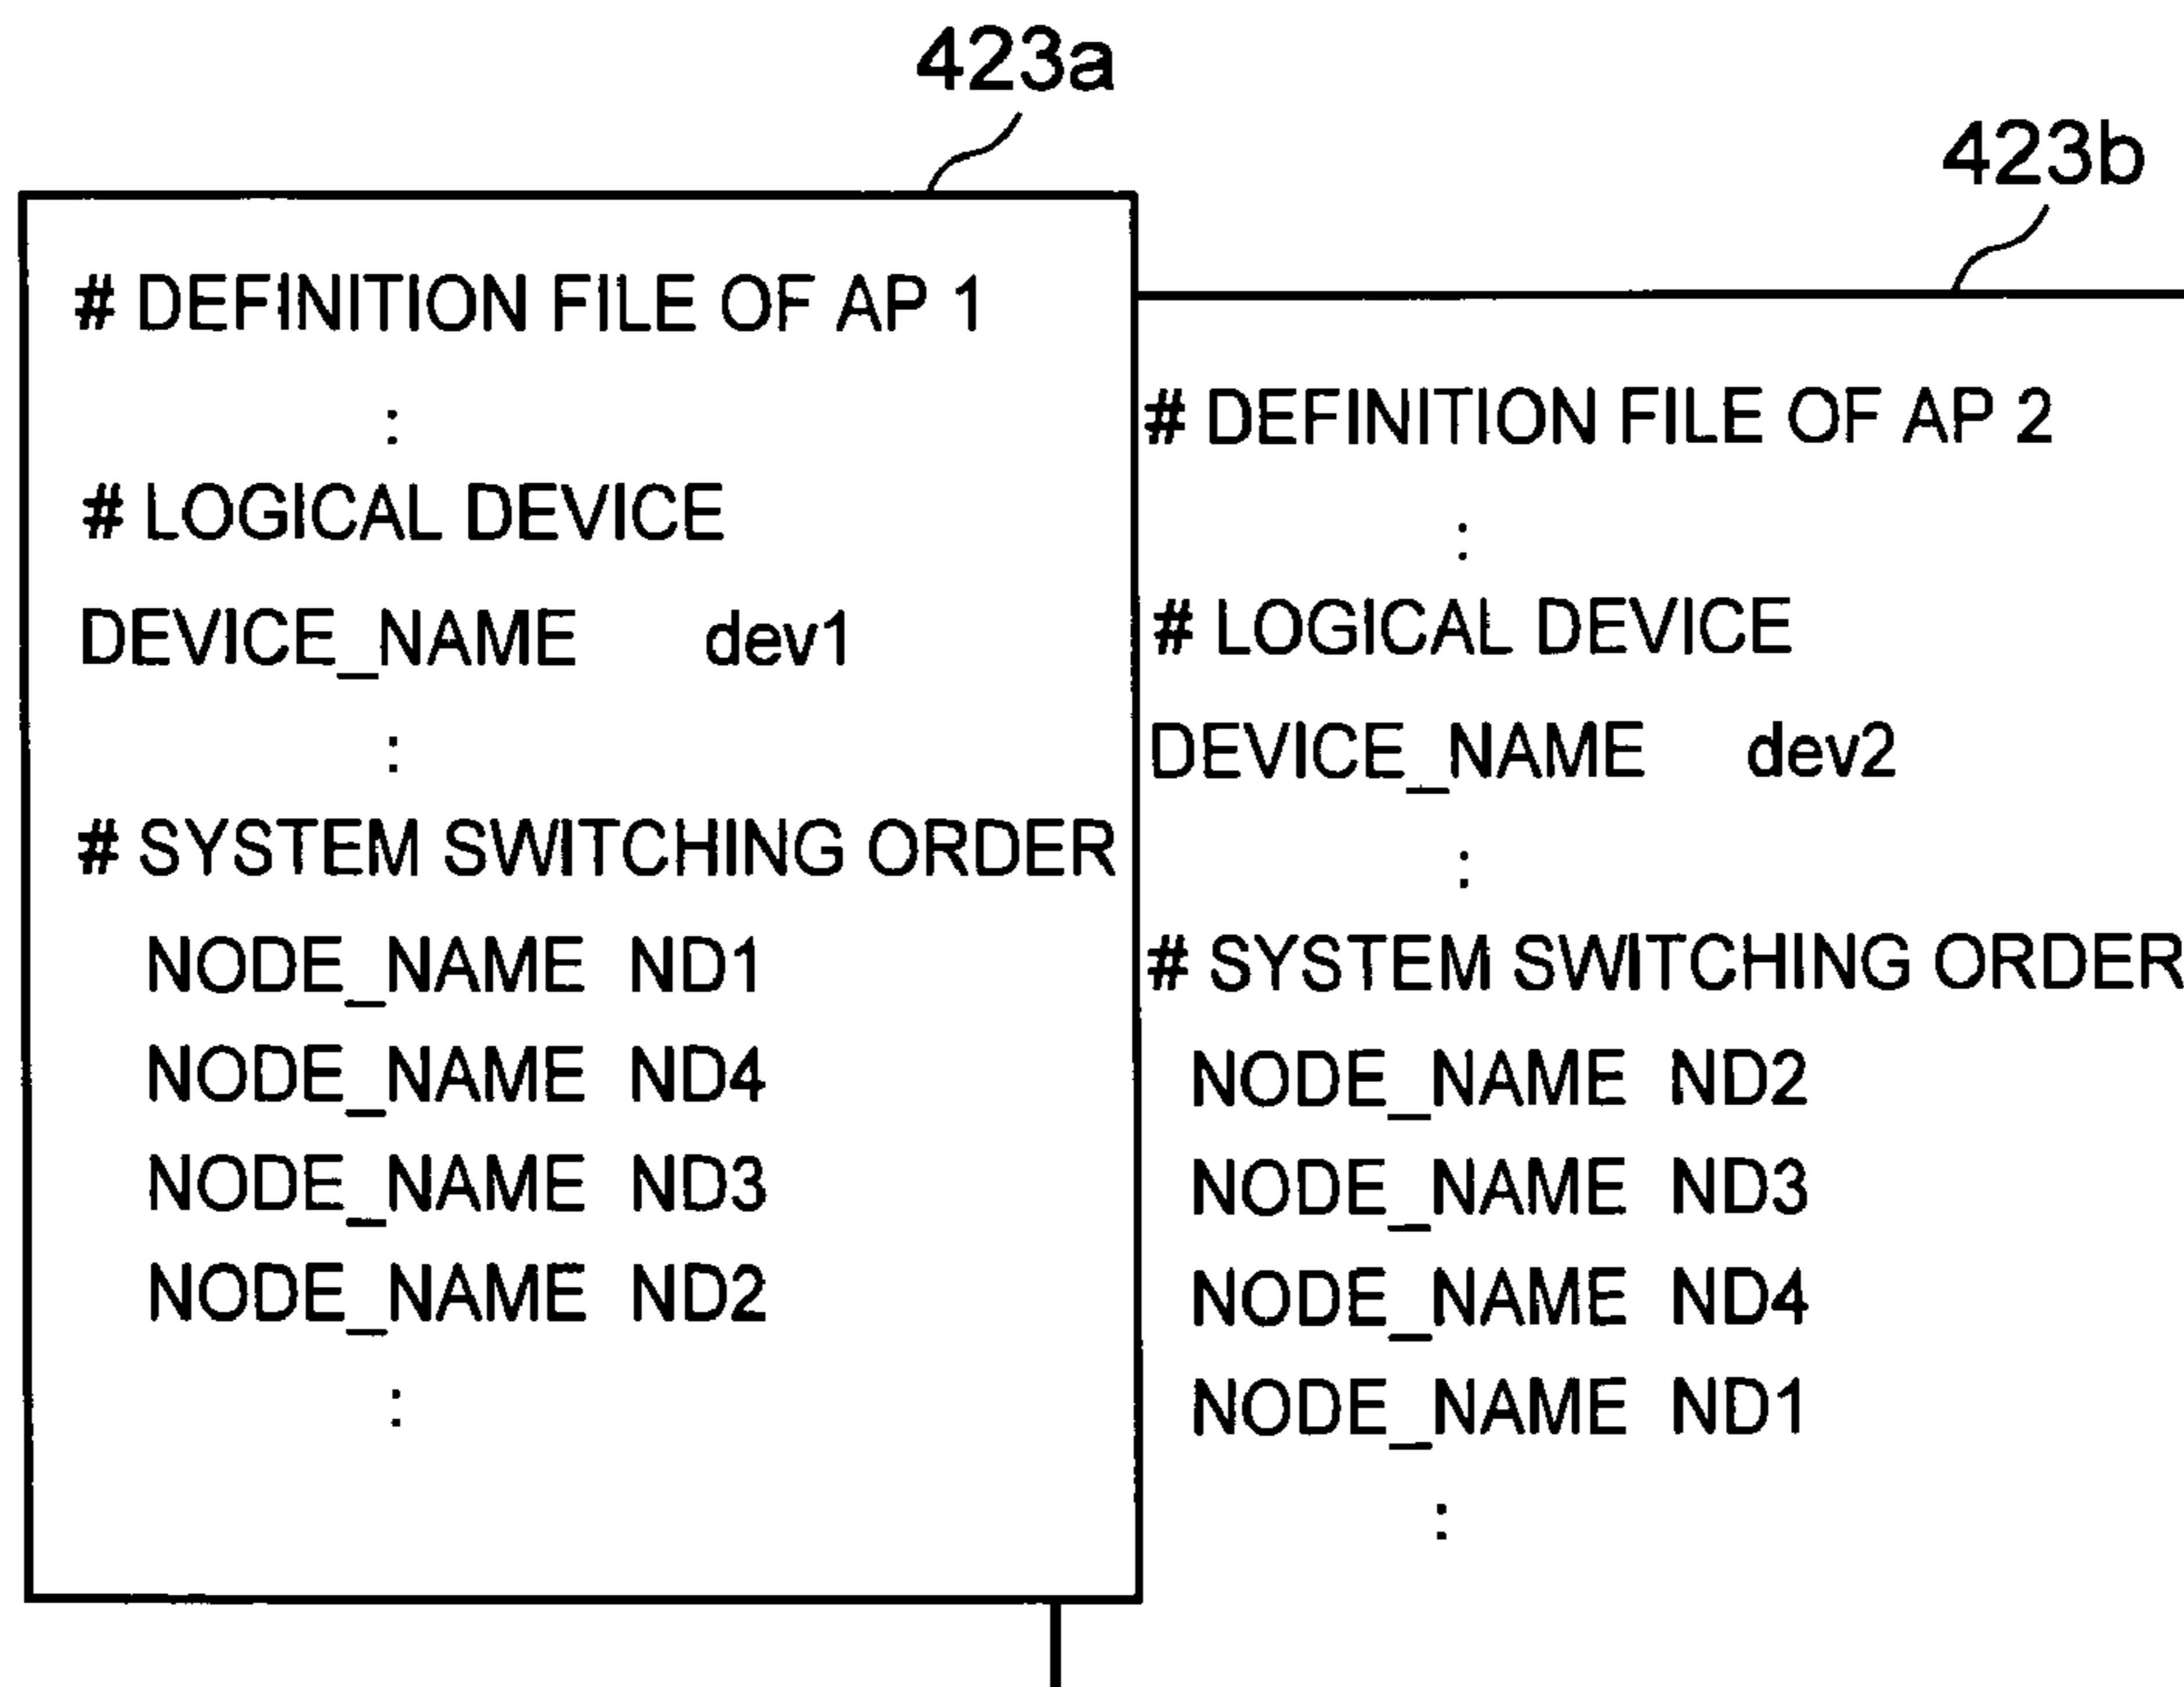 423a
# DEFINITION FILE OF AP 1
:
# LOGICAL DEVICE
DEVICE_NAME dev1
:
# SYSTEM SWITCHING ORDER
NODE_NAME ND1
NODE_NAME ND4
NODE_NAME ND3
NODE_NAME ND2
:
423b
# DEFINITION FILE OF AP 2
:
# LOGICAL DEVICE
DEVICE_NAME dev2
:
# SYSTEM SWITCHING ORDER
NODE_NAME ND2
NODE_NAME ND3
NODE_NAME ND4
NODE_NAME ND1
: